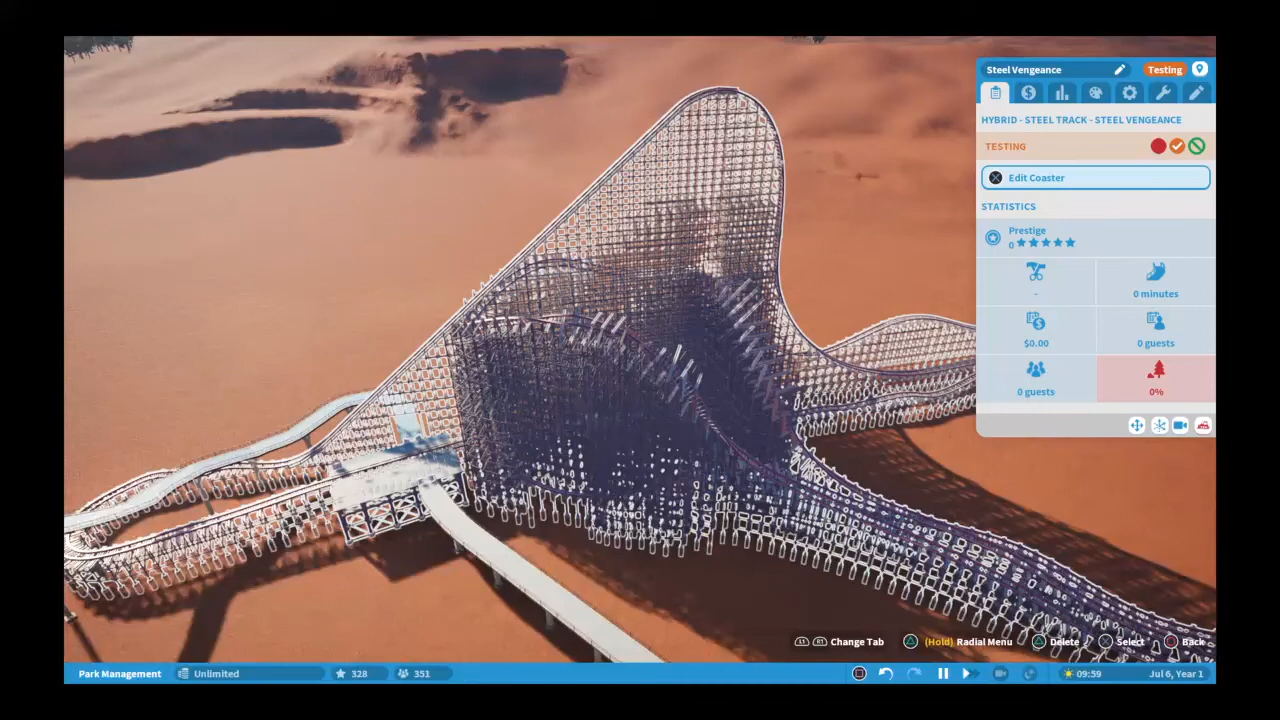 Steel Vengeance
Testing
HYBRID - STEEL TRACK - STEEL VENGEANCE
TESTING
Edit Coaster
STATISTICS
Prestige
0
-
0 minutes
$0.00
0 guests
0 guests
0%
L1 R1 Change Tab (Hold) Radial Menu Delete Select Back
Park Management Unlimited 328 351 09:59 Jul 6, Year 1